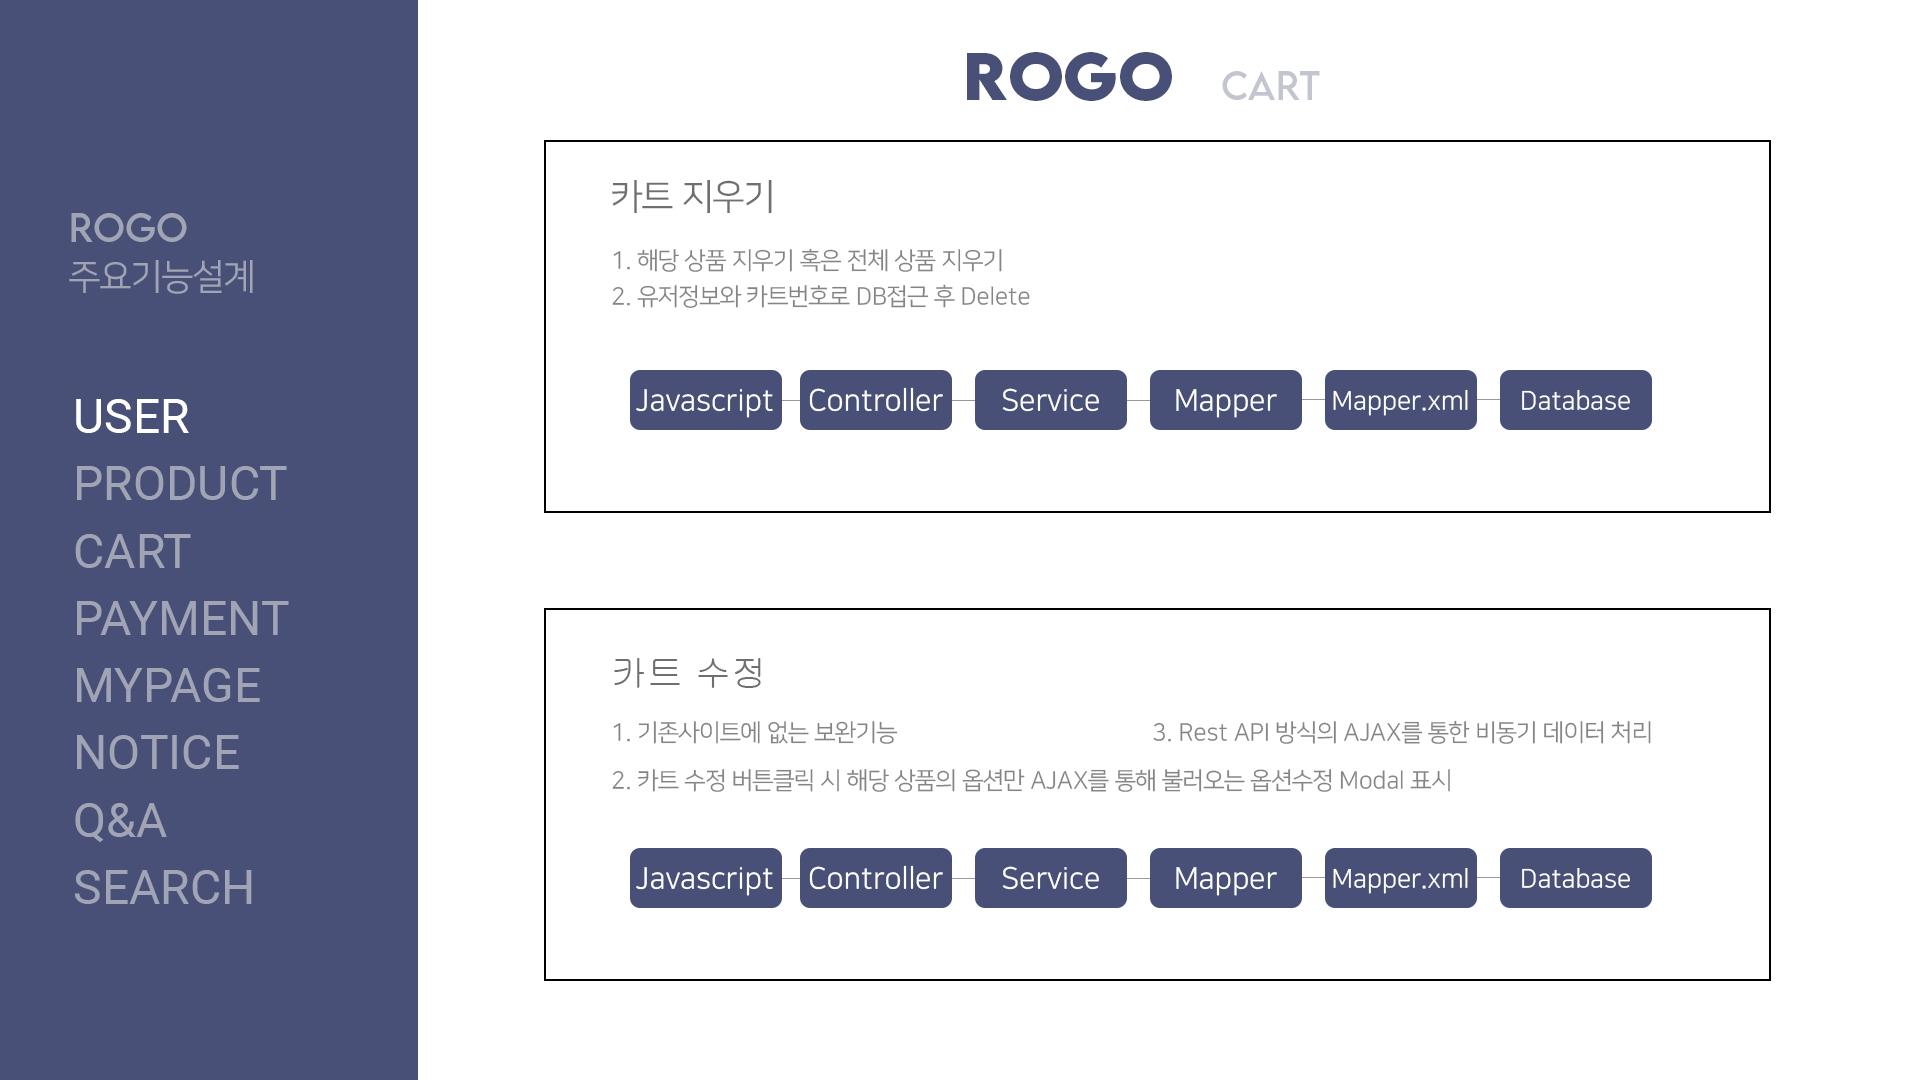 ROGO
주요기능설계
USER
PRODUCT
CART
PAYMENT
MYPAGE
NOTICE
Q&A
SEARCH
ROGO CART
카트 지우기
1. 해당 상품 지우기 혹은 전체 상품 지우기
2. 유저정보와 카트번호로 DB접근 후 Delete
Javascript Controller Service Mapper Mapper.xml Database
카트 수정
1. 기존사이트에 없는 보완기능 3. Rest API 방식의 AJAX를 통한 비동기 데이터 처리
2. 카트 수정 버튼클릭 시 해당 상품의 옵션만 AJAX를 통해 불러오는 옵션수정 Modal 표시
Javascript Controller Service Mapper Mapper.xml Database